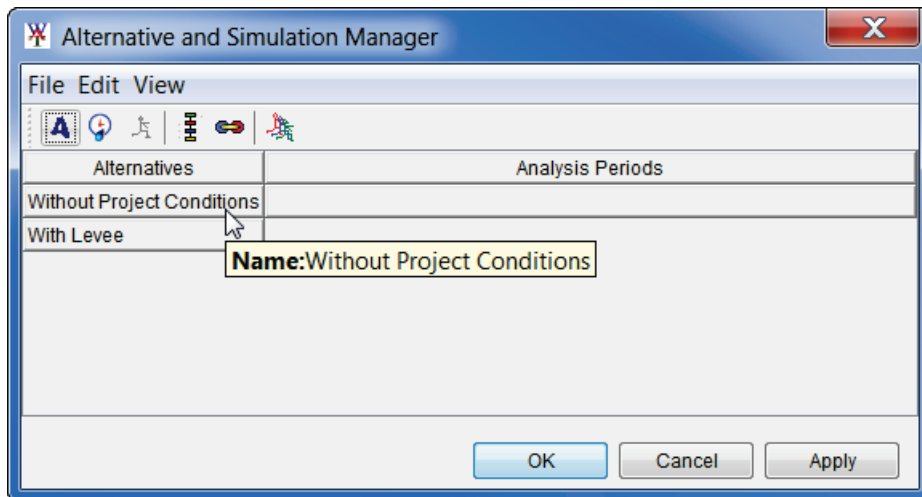 Alternative and Simulation Manager
File Edit View
Alternatives Analysis Periods
Without Project Conditions
With Levee
Name:Without Project Conditions
OK Cancel Apply